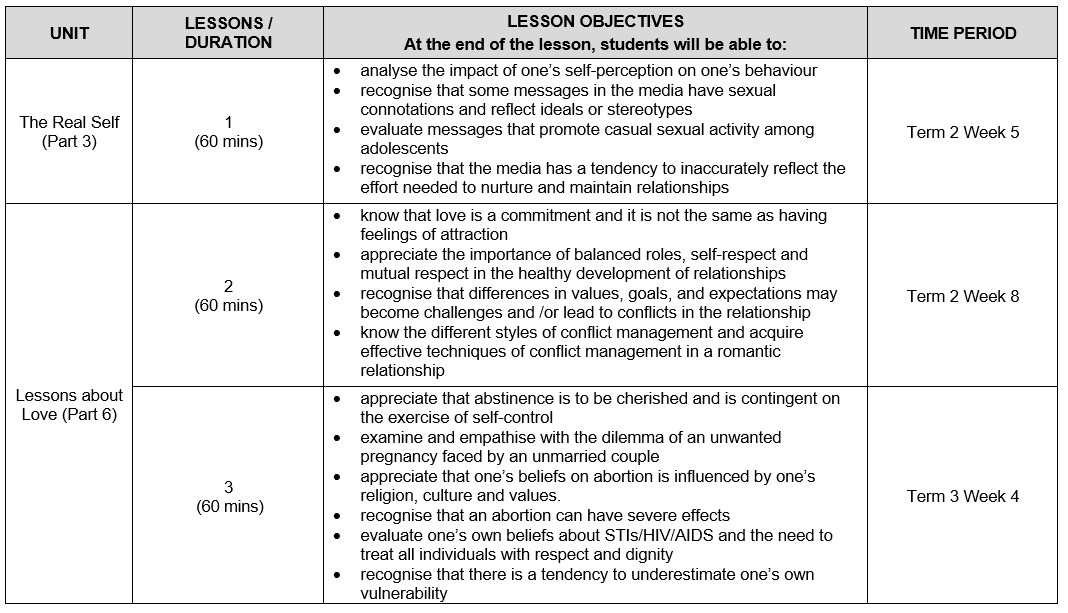 UNIT
LESSONS /
DURATION
LESSON OBJECTIVES
At the end of the lesson, students will be able to:
TIME PERIOD
The Real Self
(Part 3)
1
(60 mins)
• analyse the impact of one’s self-perception on one’s behaviour
• recognise that some messages in the media have sexual
connotations and reflect ideals or stereotypes
• evaluate messages that promote casual sexual activity among
adolescents
• recognise that the media has a tendency to inaccurately reflect the
effort needed to nurture and maintain relationships
Term 2 Week 5
Lessons about
Love (Part 6)
2
(60 mins)
• know that love is a commitment and it is not the same as having
feelings of attraction
• appreciate the importance of balanced roles, self-respect and
mutual respect in the healthy development of relationships
• recognise that differences in values, goals, and expectations may
become challenges and /or lead to conflicts in the relationship
• know the different styles of conflict management and acquire
effective techniques of conflict management in a romantic
relationship
Term 2 Week 8
3
(60 mins)
• appreciate that abstinence is to be cherished and is contingent on
the exercise of self-control
• examine and empathise with the dilemma of an unwanted
pregnancy faced by an unmarried couple
• appreciate that one’s beliefs on abortion is influenced by one’s
religion, culture and values.
• recognise that an abortion can have severe effects
• evaluate one’s own beliefs about STIs/HIV/AIDS and the need to
treat all individuals with respect and dignity
• recognise that there is a tendency to underestimate one’s own
vulnerability
Term 3 Week 4